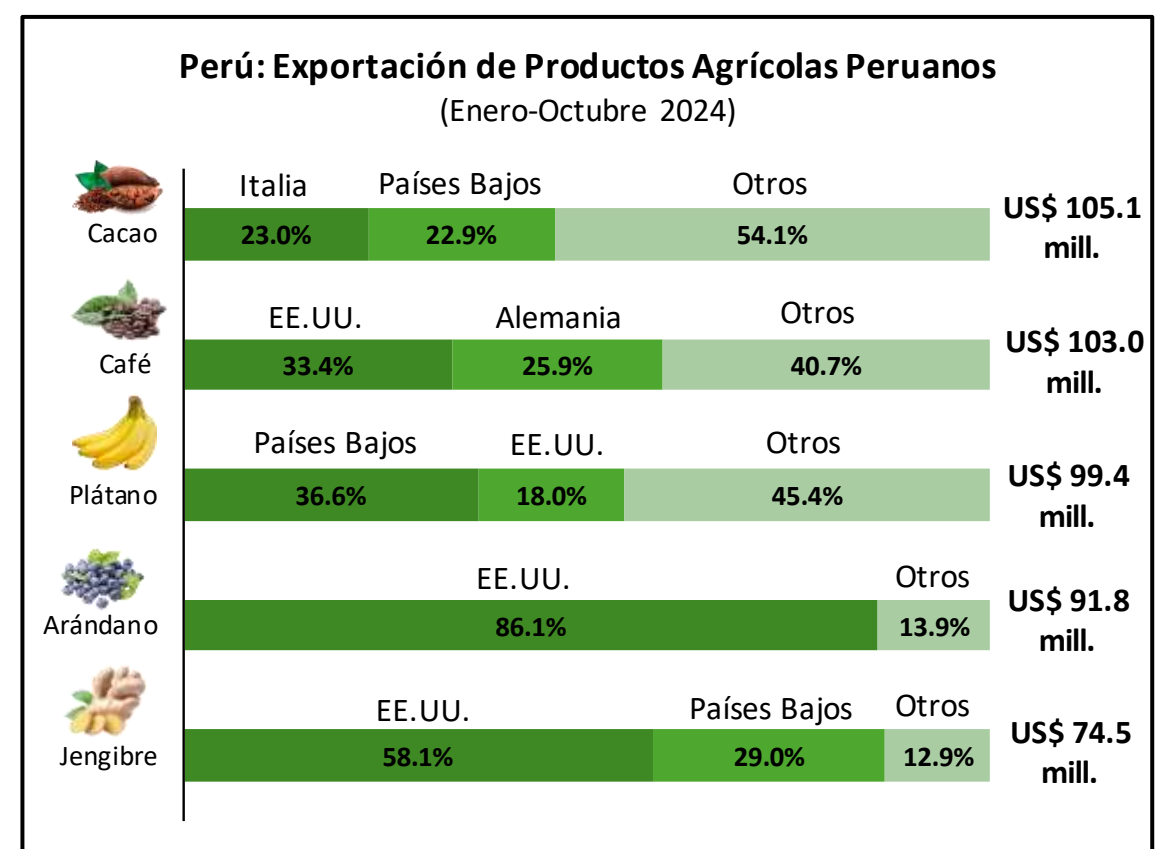 Perú: Exportación de Productos Agrícolas Peruanos
(Enero-Octubre 2024)
Italia Países Bajos Otros
Cacao 23.0% 22.9% 54.1% US$ 105.1
mill.
EE.UU. Alemania Otros
Café 33.4% 25.9% 40.7% US$ 103.0
mill.
Países Bajos EE.UU. Otros
Plátano 36.6% 18.0% 45.4% US$ 99.4
mill.
EE.UU. Otros
Arándano 86.1% 13.9% US$ 91.8
mill.
EE.UU. Países Bajos Otros
Jengibre 58.1% 29.0% 12.9% US$ 74.5
mill.